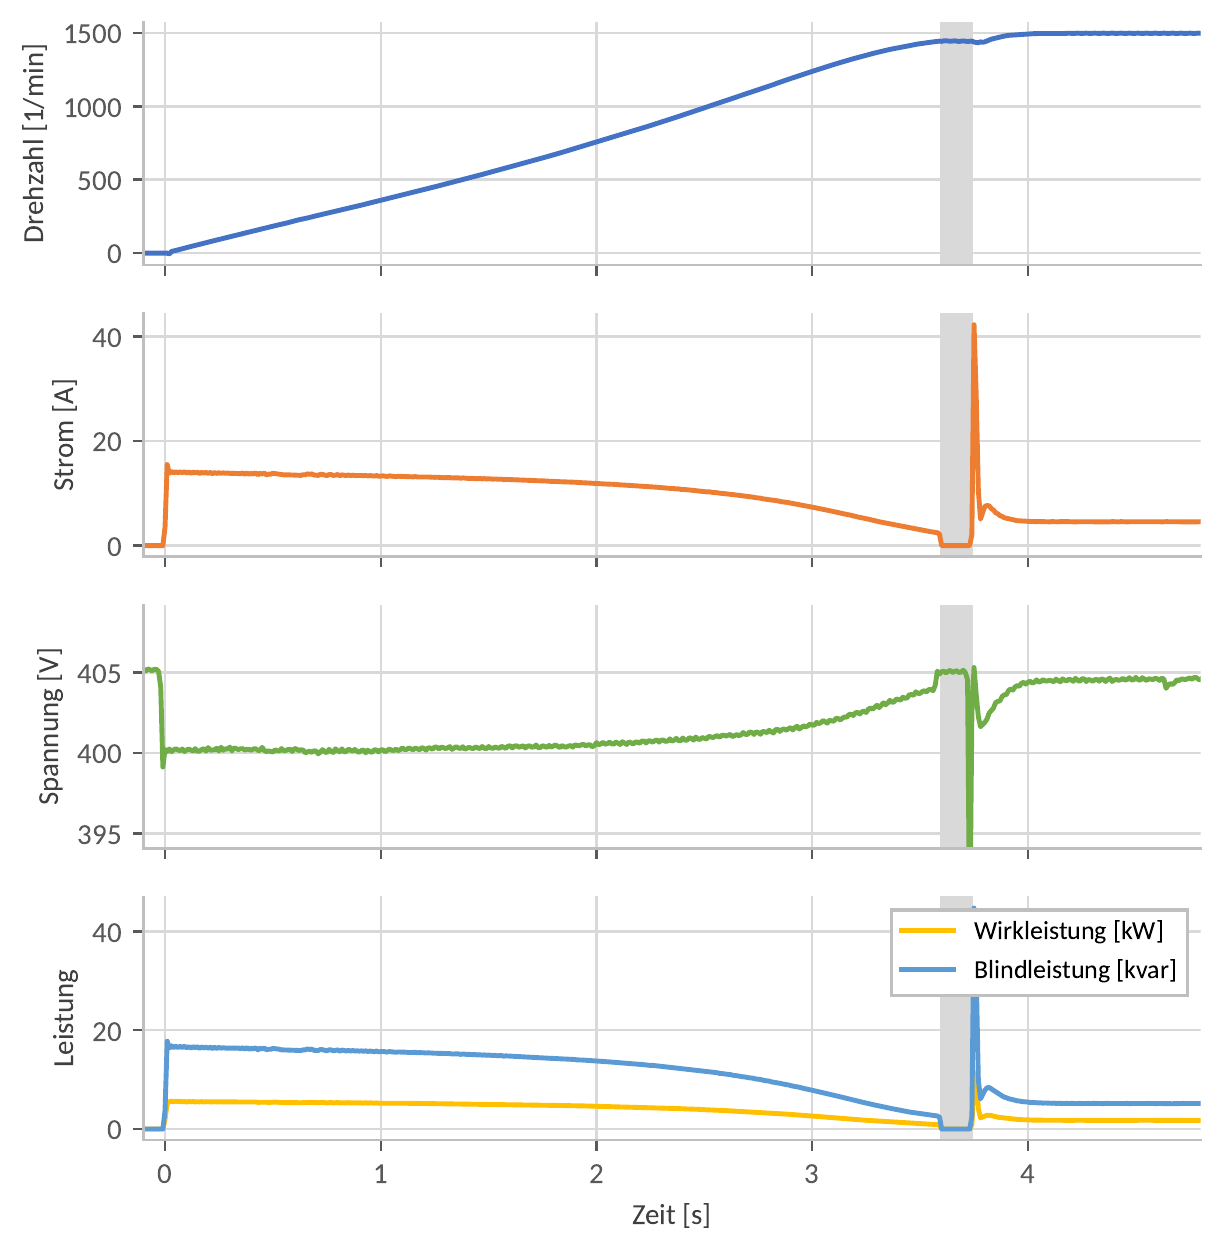 Drehzahl [1/min]
1500
1000
500
0
Strom [A]
40
20
0
Spannung [V]
405
400
395
Leistung
40
20
0
Wirkleistung [kW]
Blindleistung [kvar]
0 1 2 3 4
Zeit [s]